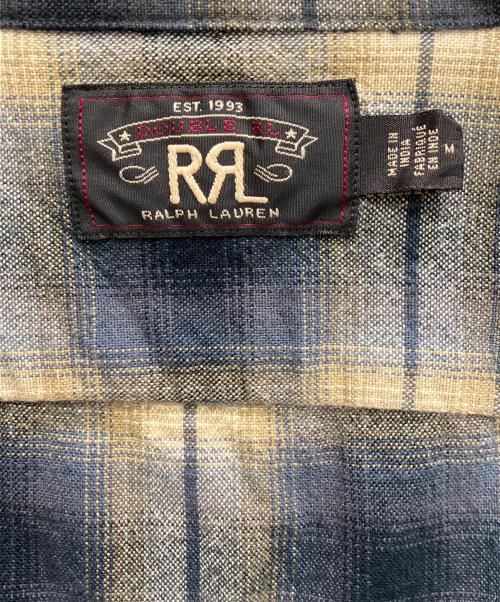 EST. 1993
DOUBLE RL
RRL
RALPH LAUREN
MADE IN
INDIA
FABRIQUÉ
EN INDE
M